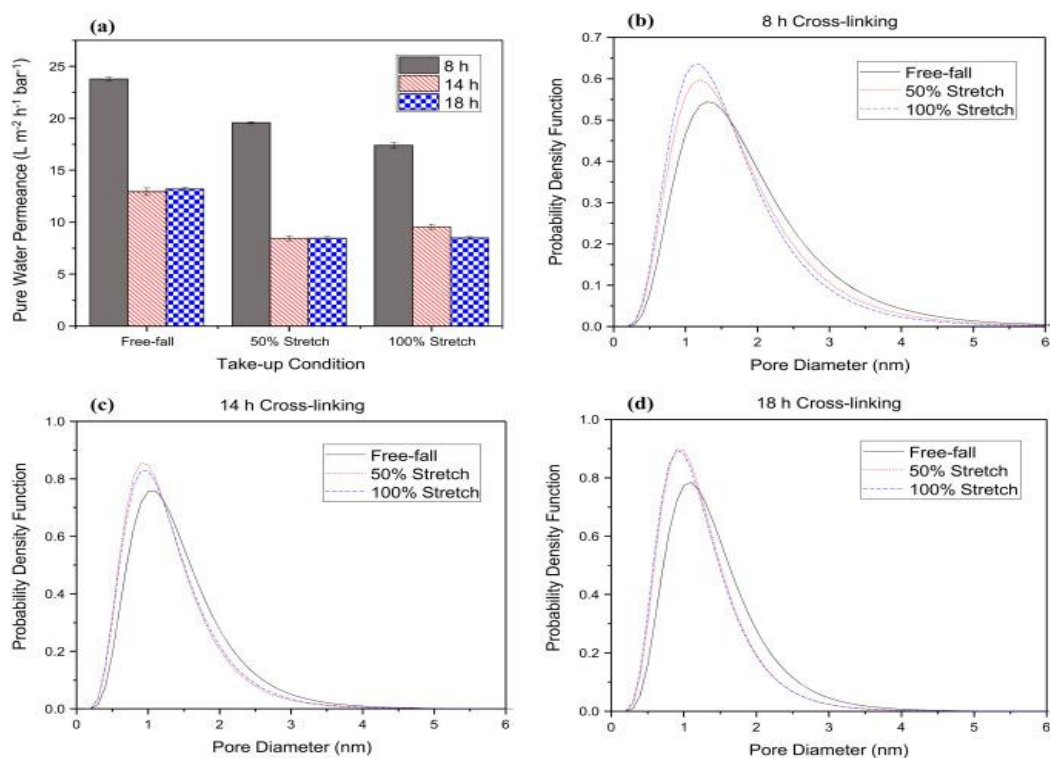 (a)
Pure Water Permeance (L m⁻² h⁻¹ bar⁻¹)
25
20
15
10
5
0
8 h
14 h
18 h
Free-fall 50% Stretch 100% Stretch
Take-up Condition
(b)
8 h Cross-linking
Probability Density Function
0.7
0.6
0.5
0.4
0.3
0.2
0.1
0.0
Free-fall
50% Stretch
100% Stretch
0 1 2 3 4 5 6
Pore Diameter (nm)
(c)
14 h Cross-linking
Probability Density Function
1.0
0.8
0.6
0.4
0.2
0.0
Free-fall
50% Stretch
100% Stretch
0 1 2 3 4 5 6
Pore Diameter (nm)
(d)
18 h Cross-linking
Probability Density Function
1.0
0.8
0.6
0.4
0.2
0.0
Free-fall
50% Stretch
100% Stretch
0 1 2 3 4 5 6
Pore Diameter (nm)